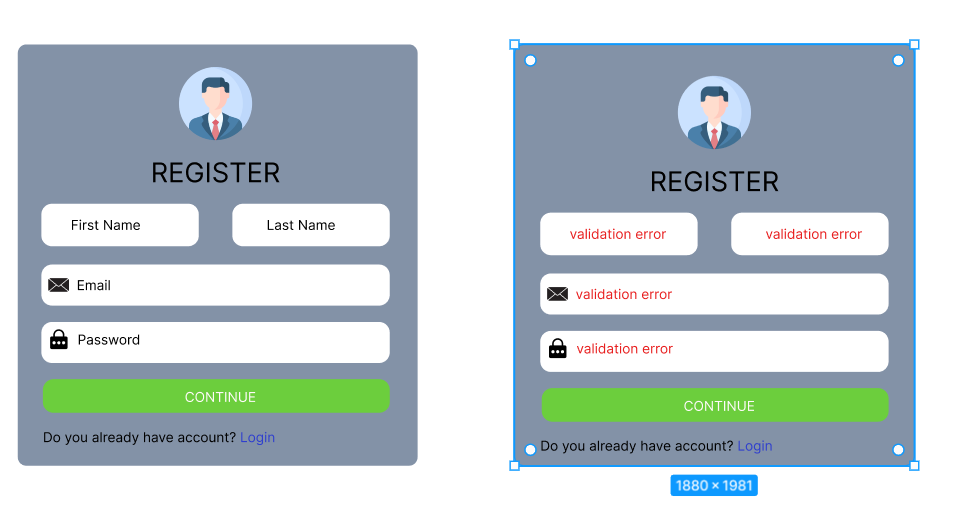 REGISTER
First Name
Last Name
Email
Password
CONTINUE
Do you already have account? Login
REGISTER
validation error
validation error
validation error
validation error
CONTINUE
Do you already have account? Login
1880 × 1981